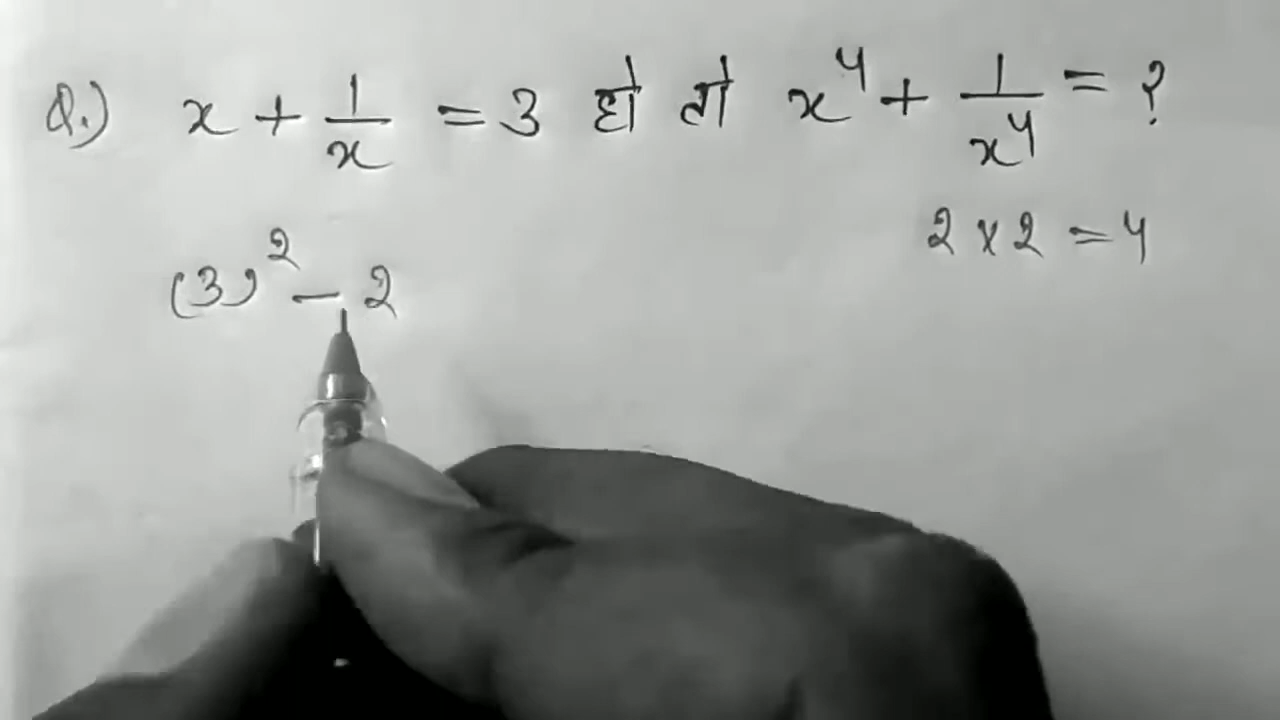 Q.) x + 1/x = 3 हो तो x⁴ + 1/x⁴ = ?
2 × 2 = 4
(3)² - 2